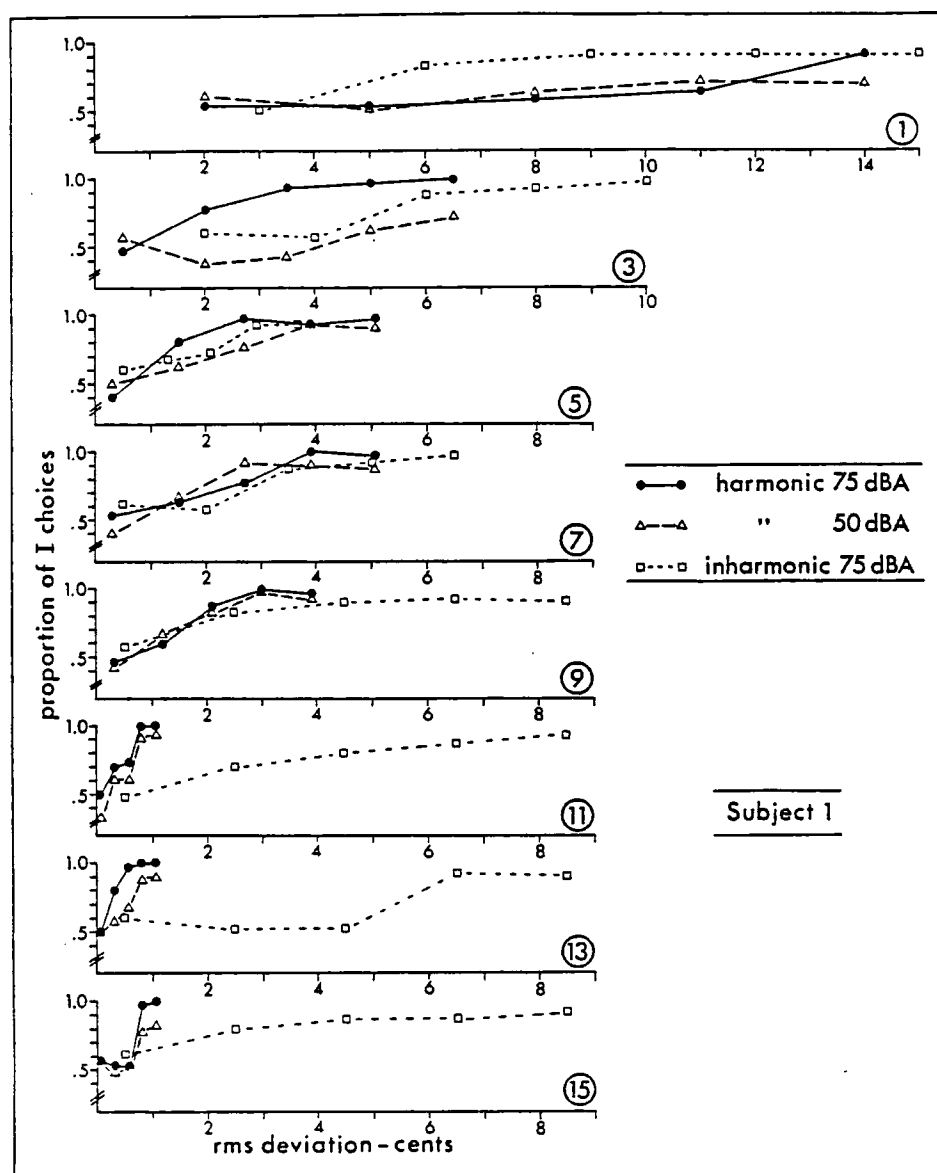 1.0
.5
2 4 6 8 10 12 14
①
1.0
.5
2 4 6 8 10
③
1.0
.5
2 4 6 8
⑤
1.0
.5
2 4 6 8
⑦
1.0
.5
2 4 6 8
⑨
1.0
.5
2 4 6 8
⑪
1.0
.5
2 4 6 8
⑬
1.0
.5
0 2 4 6 8
⑮
proportion of I choices
rms deviation - cents
harmonic 75 dBA
" 50 dBA
inharmonic 75 dBA
Subject 1